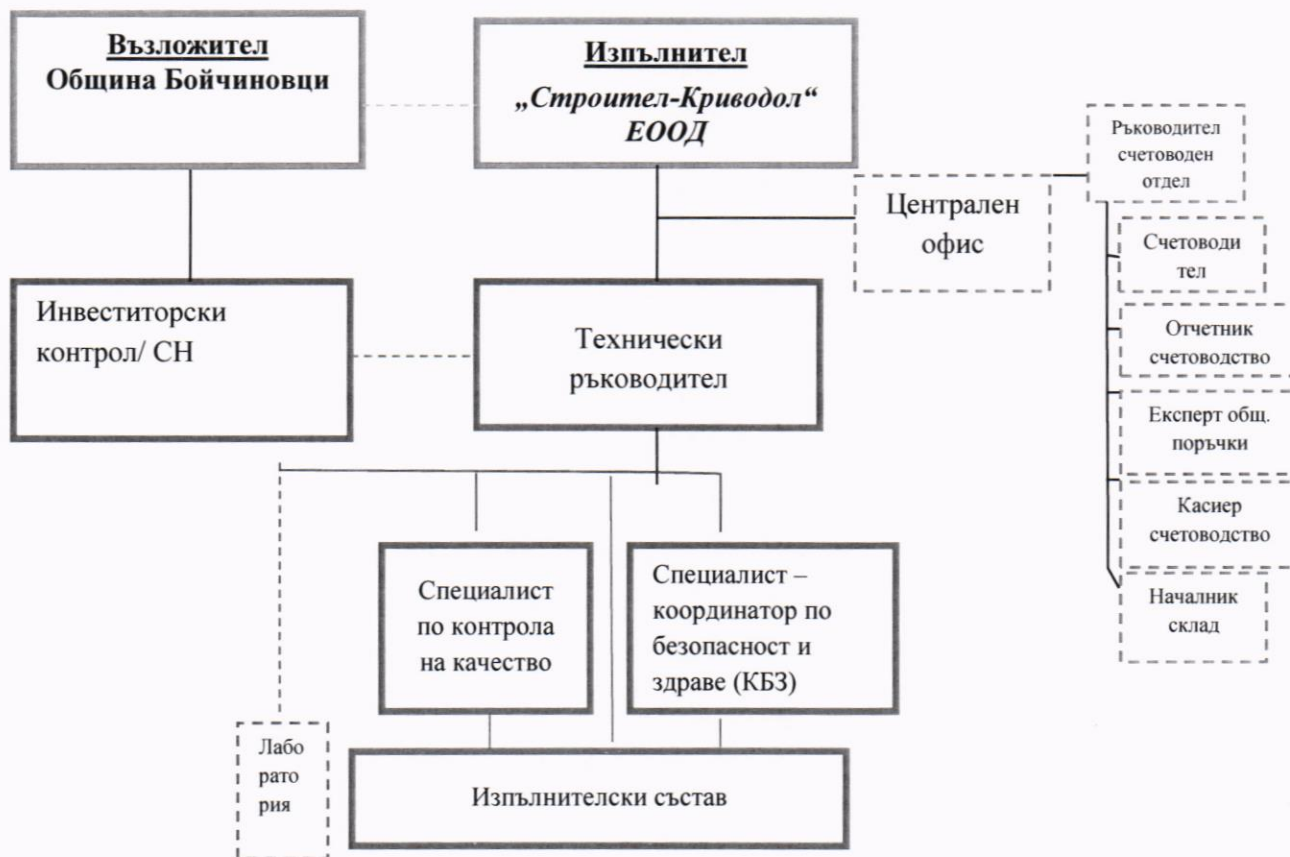 Възложител
Община Бойчиновци
Изпълнител
„Строител-Криводол“
ЕООД
Ръководител
счетоводен
отдел
Централен
офис
Счетоводи
тел
Отчетник
счетоводство
Експерт общ.
поръчки
Касиер
счетоводство
Началник
склад
Инвеститорски
контрол/ СН
Технически
ръководител
Специалист
по контрола
на качество
Специалист –
координатор по
безопасност и
здраве (КБЗ)
Лабо
рато
рия
Изпълнителски състав